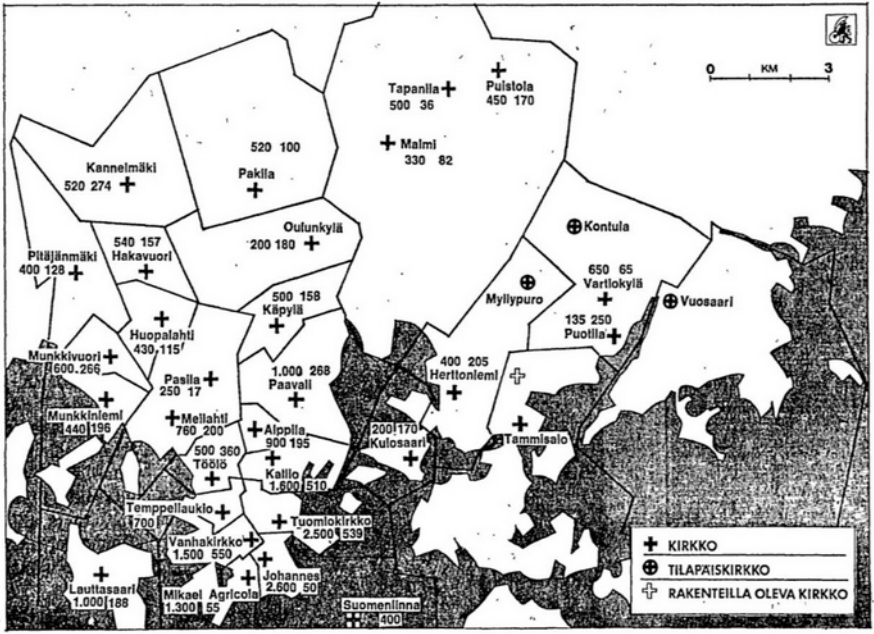 0 KM 3
Puistola
450 170
Tapanila
500 36
Malmi
330 82
520 100
Pakila
Kannelmäki
520 274
Oulunkylä
200 180
Kontula
540 157
Hakavuori
Pitäjänmäki
400 128
650 65
Vartiokylä
Myllypuro
Vuosaari
500 158
Käpylä
135 250
Puotila
Huopalahti
430 115
Munkkivuori
600 266
1.000 268
Paavali
400 205
Herttoniemi
Pasila
250 17
Munkkiniemi
440 196
Meilahti
760 200
Alppila
900 195
200 170
Kulosaari
Tammisalo
500 360
Töölö
Kallio
1.600 510
Temppeliaukio
700
Tuomiokirkko
2.500 539
Vanhakirkko
1.500 550
Johannes
2.600 50
Lauttasaari
1.000 188
Mikael Agricola
1.300 55
Suomenlinna
400
KIRKKO
TILAPÄISKIRKKO
RAKENTEILLA OLEVA KIRKKO